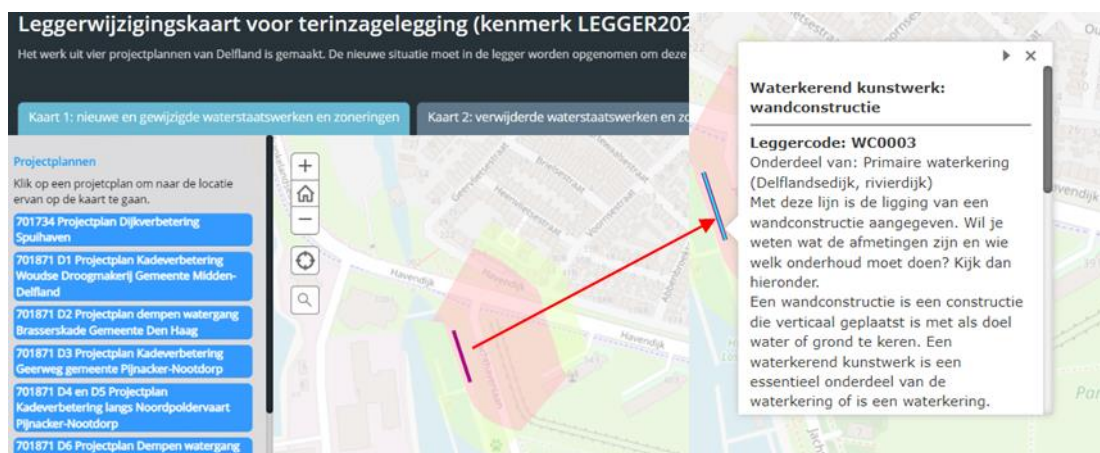 Leggerwijzigingskaart voor terinzagelegging (kenmerk LEGGER202
Het werk uit vier projectplannen van Delfland is gemaakt. De nieuwe situatie moet in de legger worden opgenomen om deze
Kaart 1: nieuwe en gewijzigde waterstaatswerken en zoneringen
Kaart 2: verwijderde waterstaatswerken en zo
Projectplannen
Klik op een projetcplan om naar de locatie
ervan op de kaart te gaan.
701734 Projectplan Dijkverbetering
Spuihaven
701871 D1 Projectplan Kadeverbetering
Woudse Droogmakerij Gemeente Midden-
Delfland
701871 D2 Projectplan dempen watergang
Brasserskade Gemeente Den Haag
701871 D3 Projectplan Kadeverbetering
Geerweg gemeente Pijnacker-Nootdorp
701871 D4 en D5 Projectplan
Kadeverbetering langs Noordpoldervaart
Pijnacker-Nootdorp
701871 D6 Projectplan Dempen watergang
Geervlietsestraat
Brielsestraat
Heenvlietsestraat
Voornsestraat
Havendijk
Havendijk
Havendijk
Waterkerend kunstwerk:
wandconstructie
Leggercode: WC0003
Onderdeel van: Primaire waterkering
(Delflandsedijk, rivierdijk)
Met deze lijn is de ligging van een
wandconstructie aangegeven. Wil je
weten wat de afmetingen zijn en wie
welk onderhoud moet doen? Kijk dan
hieronder.
Een wandconstructie is een constructie
die verticaal geplaatst is met als doel
water of grond te keren. Een
waterkerend kunstwerk is een
essentieel onderdeel van de
waterkering of is een waterkering.
Jach
Par